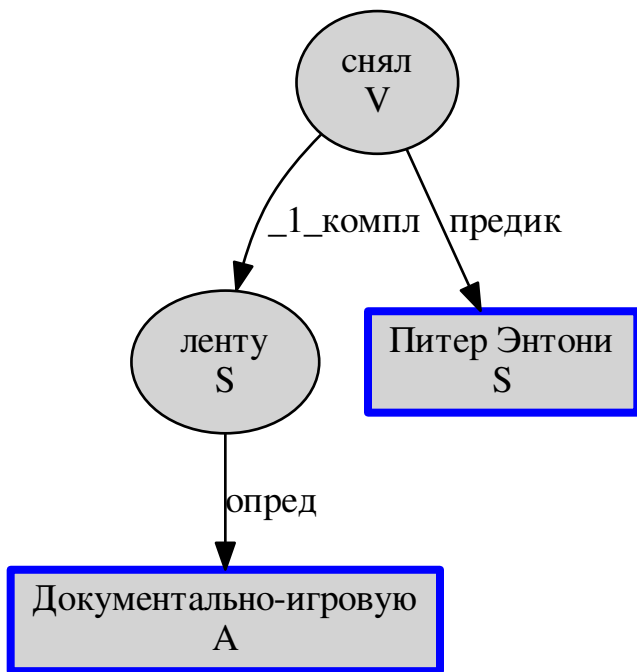 снял
V
_1_компл
предик
ленту
S
Питер Энтони
S
опред
Документально-игровую
A